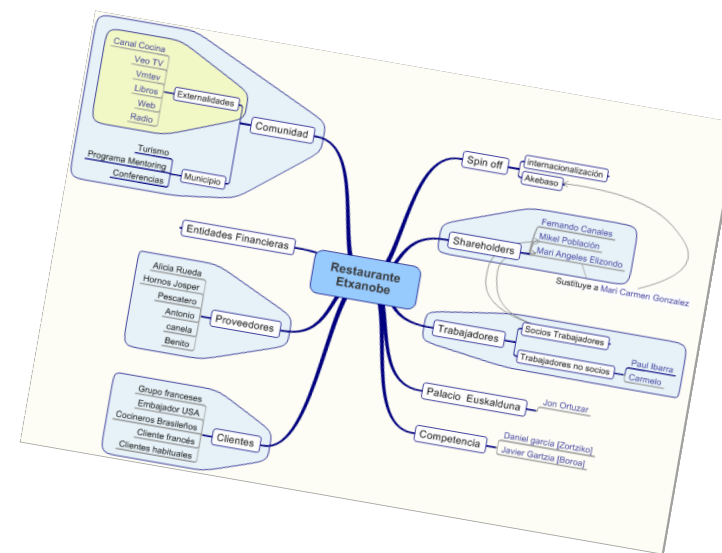 Canal Cocina
Veo TV
Vmtev
Libros
Web
Radio
Externalidades
Comunidad
Turismo
Programa Mentoring
Conferencias
Municipio
Entidades Financieras
Alicia Rueda
Hornos Josper
Pescatero
Antonio
canela
Benito
Proveedores
Grupo franceses
Embajador USA
Cocineros Brasileños
Cliente francés
Clientes habituales
Clientes
Restaurante
Etxanobe
Spin off
internacionalización
Akebaso
Shareholders
Fernando Canales
Mikel Población
Mari Angeles Elizondo
Sustituye a Mari Carmen Gonzalez
Trabajadores
Socios Trabajadores
Trabajadores no socios
Paul Ibarra
Carmelo
Palacio Euskalduna
Jon Ortuzar
Competencia
Daniel garcía [Zortziko]
Javier Gartzia [Boroa]